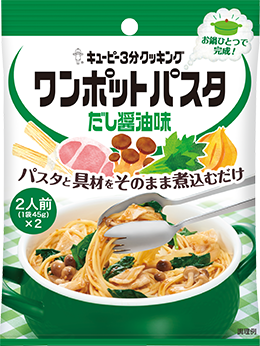 お鍋ひとつで
完成!
キユーピー3分クッキング
ワンポットパスタ
だし醤油味
パスタと具材をそのまま煮込むだけ
2人前
(1袋45g)
×2
調理例